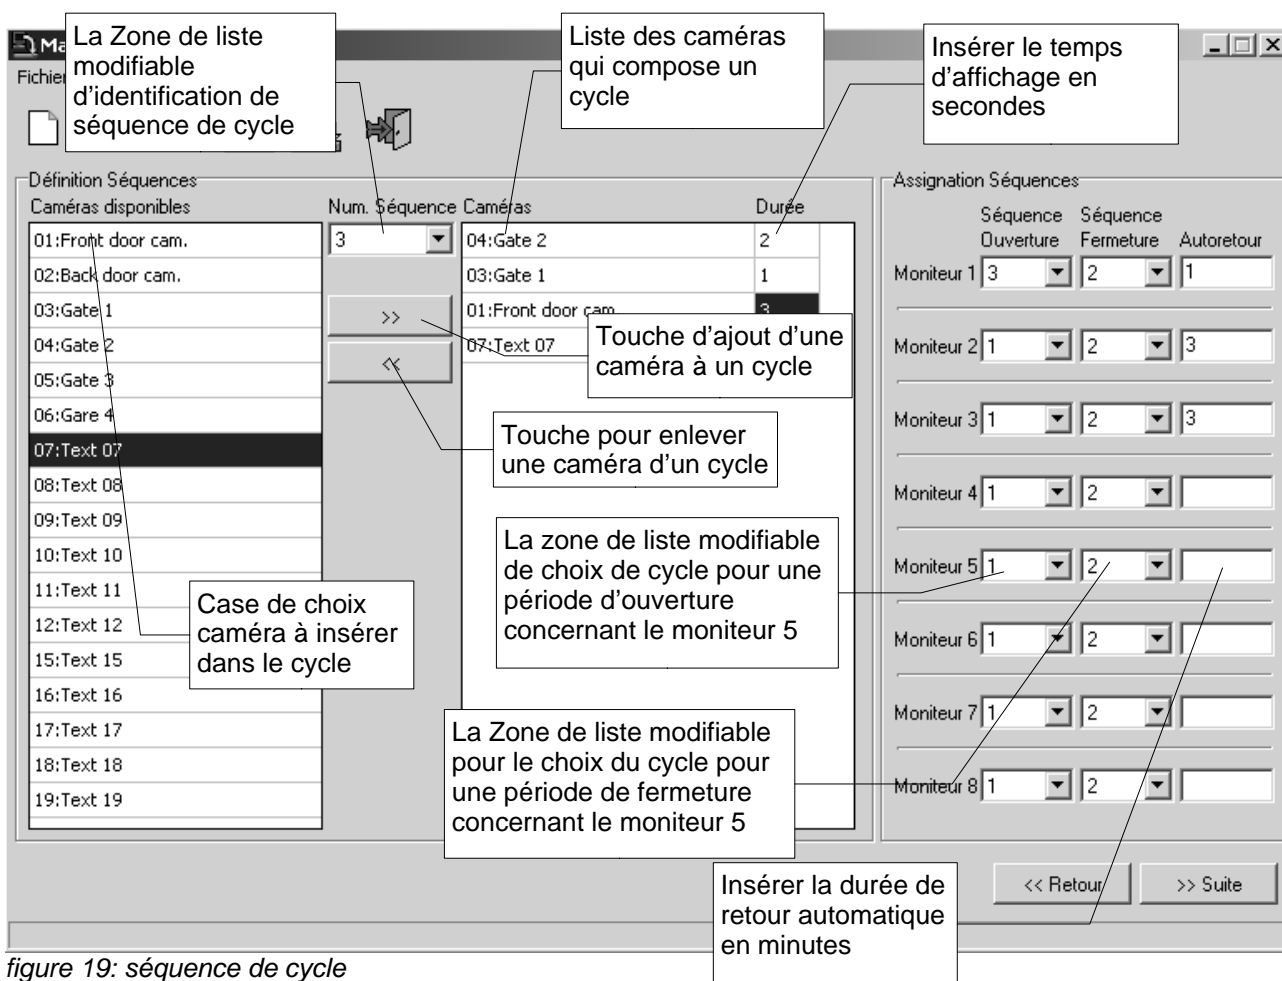 La Zone de liste
modifiable
d'identification de
séquence de cycle
Liste des caméras
qui compose un
cycle
Insérer le temps
d'affichage en
secondes
Ma
Fichier
Définition Séquences
Caméras disponibles
Num. Séquence
Caméras
Durée
01:Front door cam.
02:Back door cam.
03:Gate 1
04:Gate 2
05:Gate 3
06:Gare 4
07:Text 07
08:Text 08
09:Text 09
10:Text 10
11:Text 11
12:Text 12
15:Text 15
16:Text 16
17:Text 17
18:Text 18
19:Text 19
3
>>
<<
04:Gate 2 2
03:Gate 1 1
01:Front door cam. 3
07:Text 07
Touche d'ajout d'une
caméra à un cycle
Touche pour enlever
une caméra d'un cycle
La zone de liste modifiable
de choix de cycle pour une
période d'ouverture
concernant le moniteur 5
Case de choix
caméra à insérer
dans le cycle
La Zone de liste modifiable
pour le choix du cycle pour
une période de fermeture
concernant le moniteur 5
Insérer la durée de
retour automatique
en minutes
Assignation Séquences
Séquence Séquence
Ouverture Fermeture Autoretour
Moniteur 1 3 2 1
Moniteur 2 1 2 3
Moniteur 3 1 2 3
Moniteur 4 1 2
Moniteur 5 1 2
Moniteur 6 1 2
Moniteur 7 1 2
Moniteur 8 1 2
<< Retour
>> Suite
figure 19: séquence de cycle